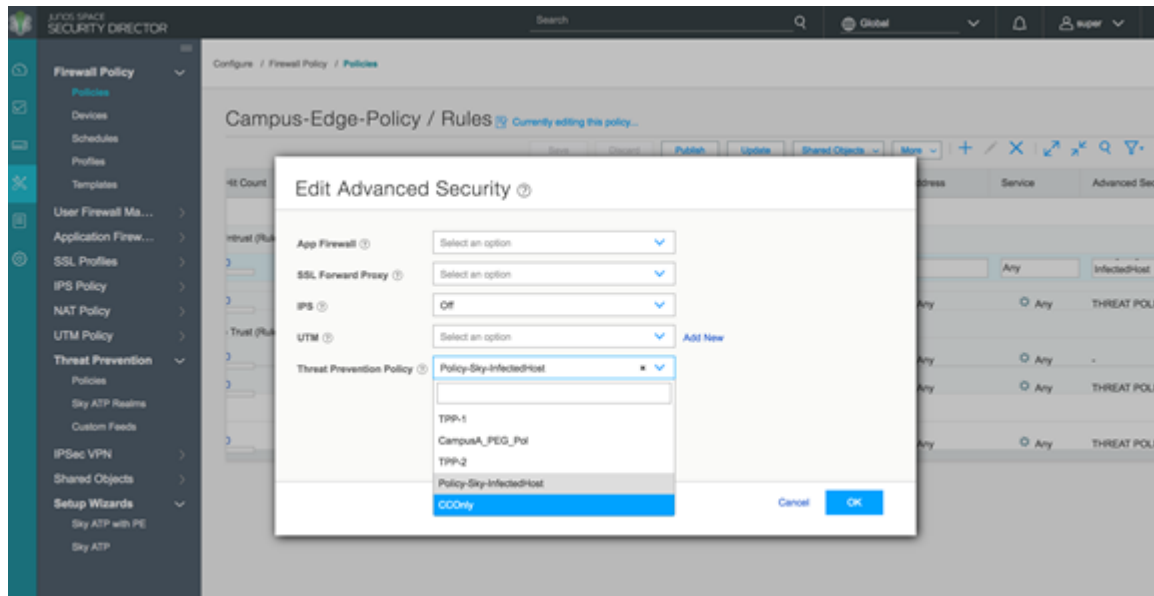 JUNOS SPACE
SECURITY DIRECTOR
Search
Global
super
Firewall Policy
Policies
Devices
Schedules
Profiles
Templates
User Firewall Ma...
Application Firew...
SSL Profiles
IPS Policy
NAT Policy
UTM Policy
Threat Prevention
Policies
Sky ATP Realms
Custom Feeds
IPSec VPN
Shared Objects
Setup Wizards
Sky ATP with PE
Sky ATP
Configure / Firewall Policy / Policies
Campus-Edge-Policy / Rules Currently editing this policy...
Save Discard Publish Update Shared Objects More
Hit Count
Service
Advanced Sec
Any
InfectedHost
Any Any THREAT POL
Trust (Rul
Any Any -
Any Any THREAT POL
Any Any THREAT POL
Edit Advanced Security
App Firewall Select an option
SSL Forward Proxy Select an option
IPS Off
UTM Select an option Add New
Threat Prevention Policy Policy-Sky-InfectedHost
TPP-1
CampusA_PEG_Pol
TPP-2
Policy-Sky-InfectedHost
CCOnly
Cancel OK